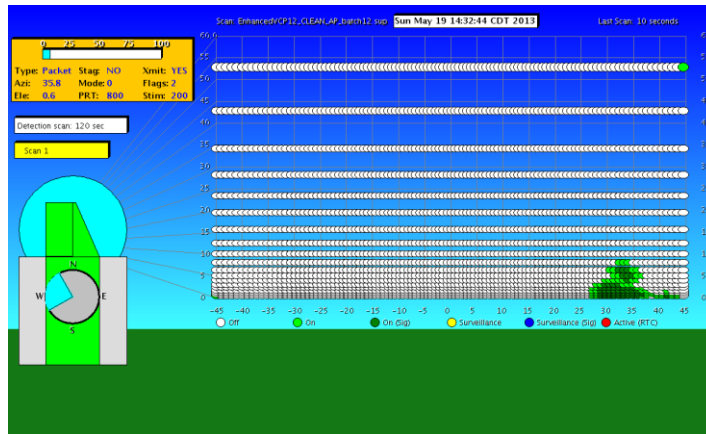 Scan: EnhancedVCP12_CLEAN_AP_batch12.sup Sun May 19 14:32:44 CDT 2013 Last Scan: 10 seconds
0 25 50 75 100
Type: Packet Stag: NO Xmit: YES
Azi: 35.8 Mode: 0 Flags: 2
Ele: 0.6 PRT: 800 Stim: 200
Detection scan: 120 sec
Scan 1
N
W E
S
60.0
55
50
45
40
35
30
25
20
15
10
5
0
-45 -40 -35 -30 -25 -20 -15 -10 -5 0 5 10 15 20 25 30 35 40 45
Off On On (Sig) Surveillance Surveillance (Sig) Active (RTC)